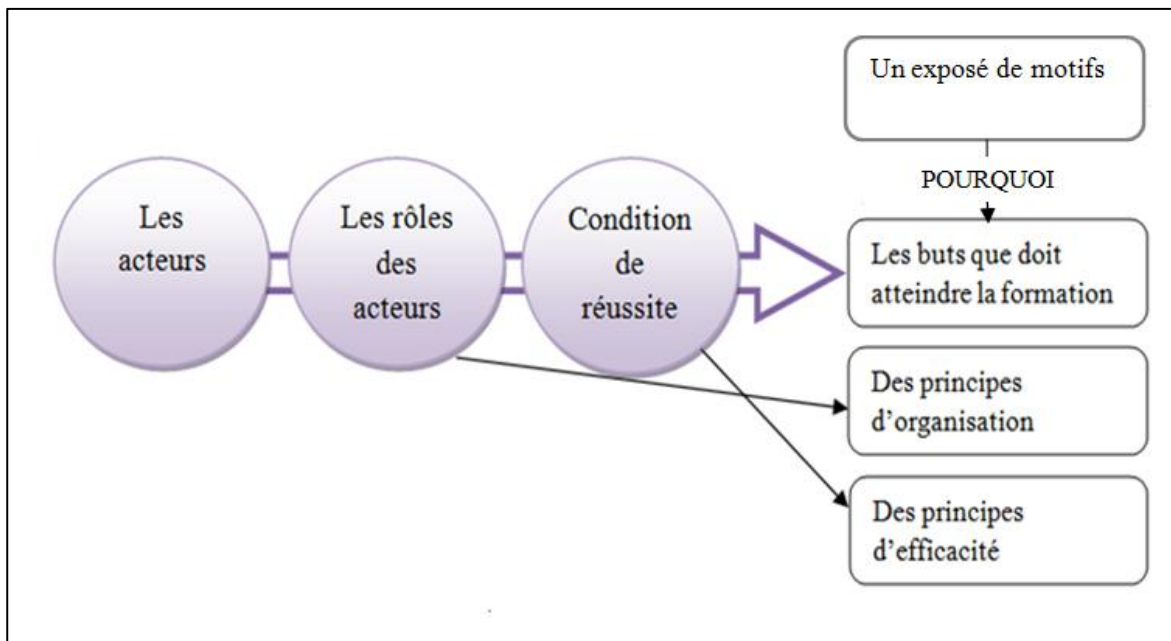 Un exposé de motifs
POURQUOI
Les
acteurs
Les rôles
des
acteurs
Condition
de
réussite
Les buts que doit
atteindre la formation
Des principes
d'organisation
Des principes
d'efficacité